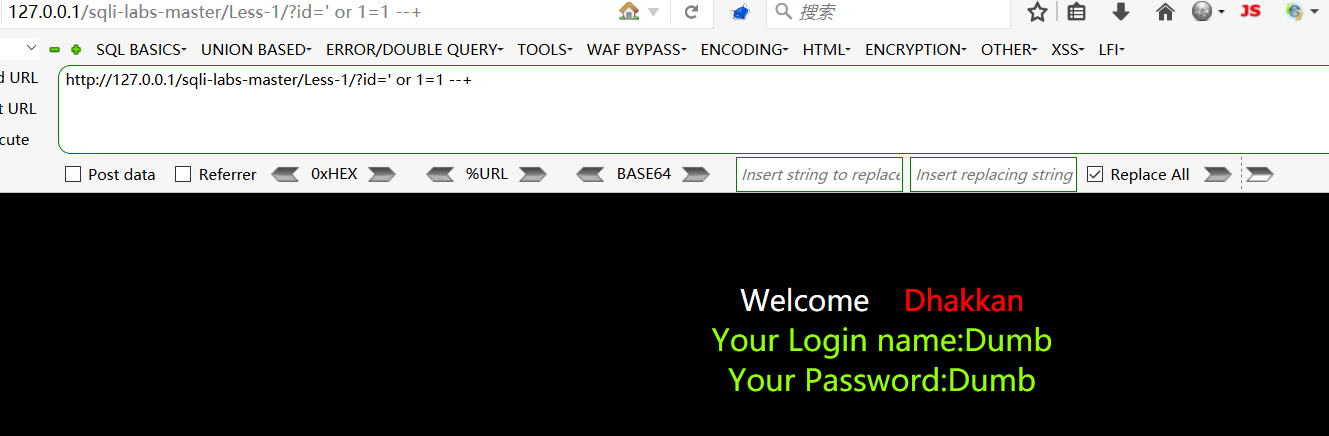 127.0.0.1/sqli-labs-master/Less-1/?id=' or 1=1 --+ 搜索 JS
SQL BASICS UNION BASED ERROR/DOUBLE QUERY TOOLS WAF BYPASS ENCODING HTML ENCRYPTION OTHER XSS LFI
d URL http://127.0.0.1/sqli-labs-master/Less-1/?id=' or 1=1 --+
t URL
cute
Post data Referrer 0xHEX %URL BASE64 Insert string to replace Insert replacing string Replace All
Welcome Dhakkan
Your Login name:Dumb
Your Password:Dumb